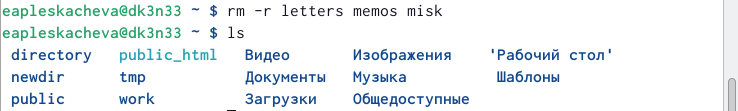 eapleskacheva@dk3n33 ~ $ rm -r letters memos misk
eapleskacheva@dk3n33 ~ $ ls
directory public_html Видео Изображения 'Рабочий стол'
newdir tmp Документы Музыка Шаблоны
public work Загрузки Общедоступные